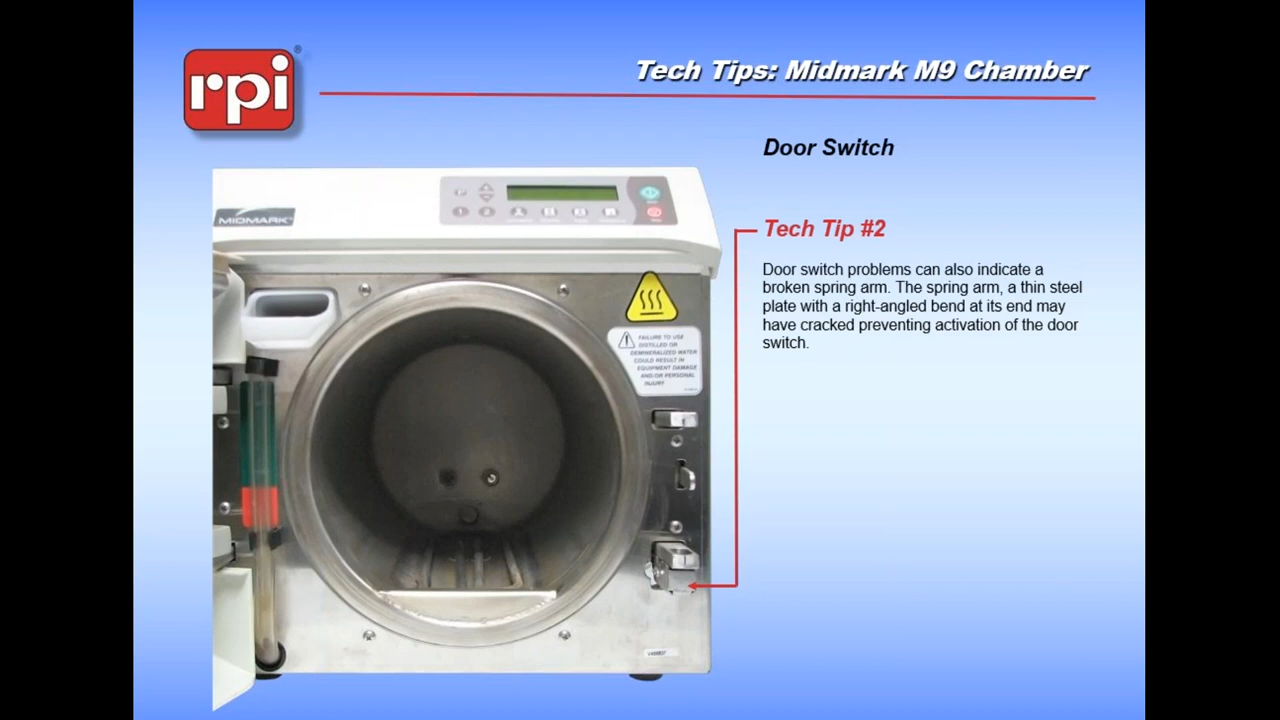 rpi®
Tech Tips: Midmark M9 Chamber
Door Switch
MIDMARK
1 2
Tech Tip #2
Door switch problems can also indicate a
broken spring arm. The spring arm, a thin steel
plate with a right-angled bend at its end may
have cracked preventing activation of the door
switch.
FAILURE TO USE
DISTILLED OR
DEMINERALIZED WATER
COULD RESULT IN
EQUIPMENT DAMAGE
AND/OR PERSONAL
INJURY